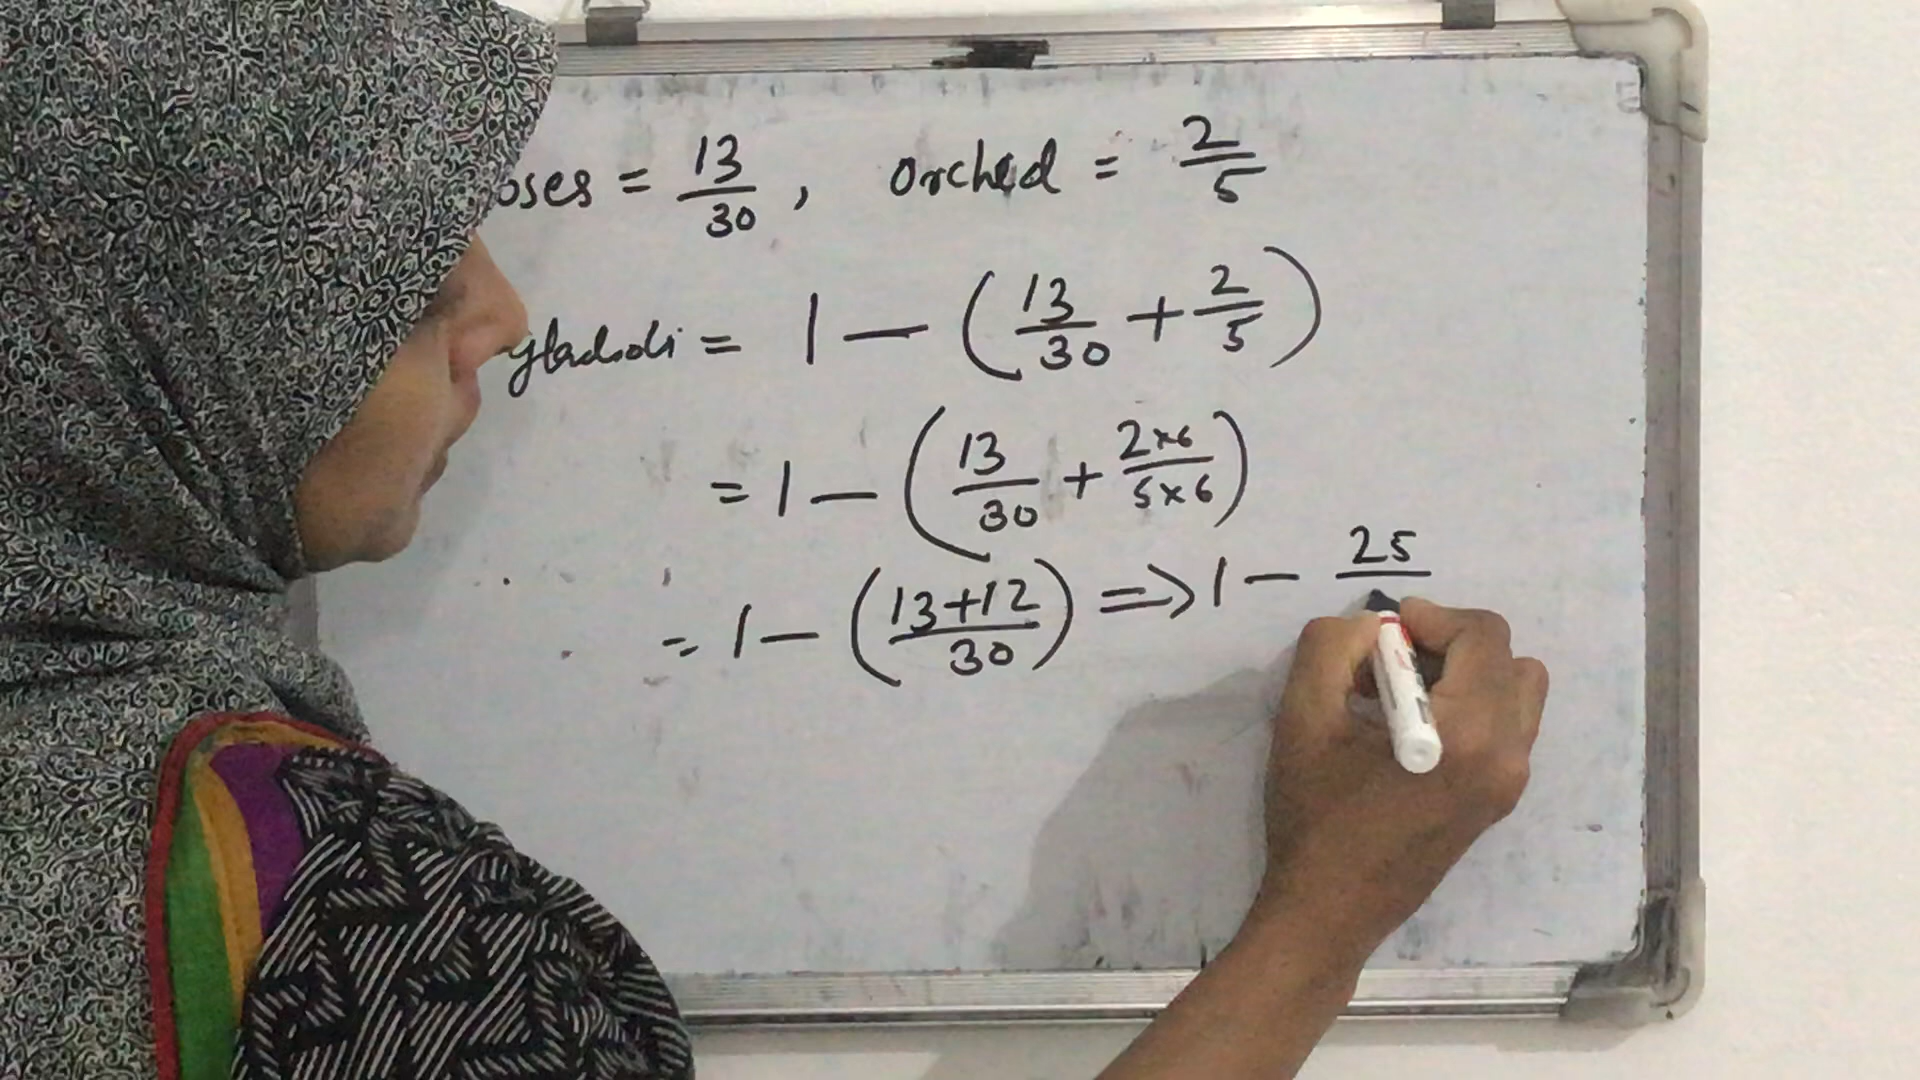 oses = 13/30, orched = 2/5
gladioli = 1 - (13/30 + 2/5)
= 1 - (13/30 + 2×6/5×6)
= 1 - (13+12/30) ⇒ 1 - 25/